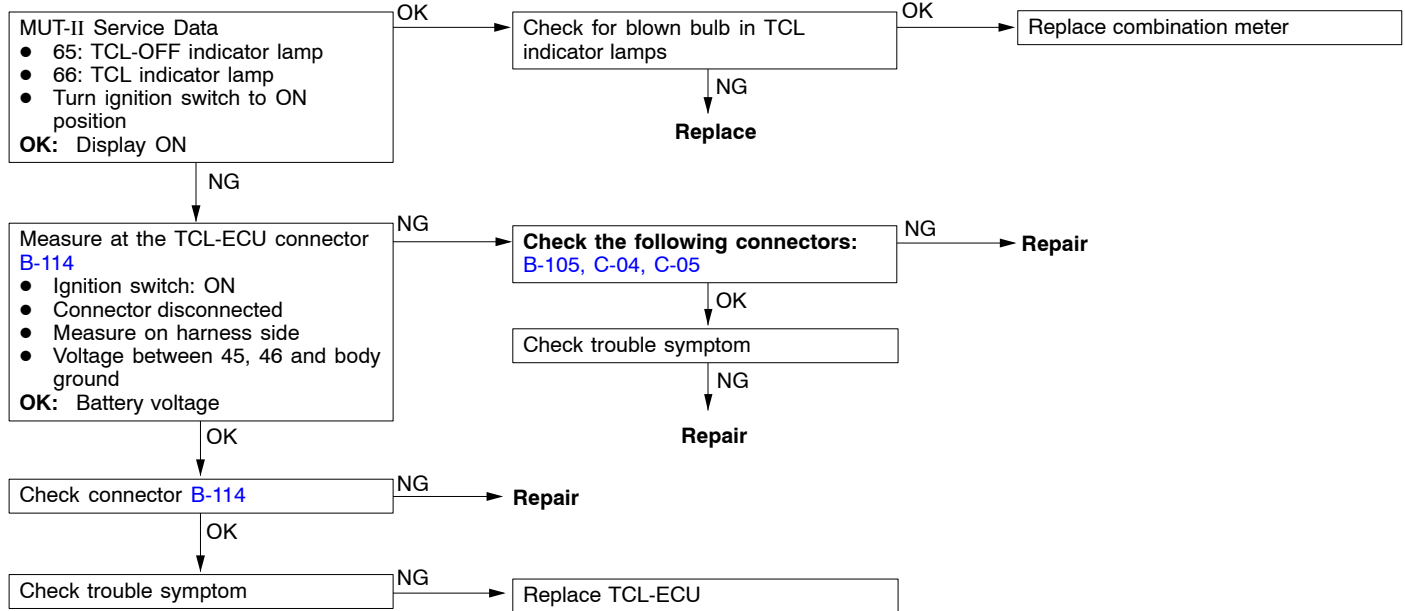 MUT-II Service Data
● 65: TCL-OFF indicator lamp
● 66: TCL indicator lamp
● Turn ignition switch to ON
position
OK: Display ON
OK
Check for blown bulb in TCL
indicator lamps
OK
Replace combination meter
NG
Replace
NG
Measure at the TCL-ECU connector
B-114
● Ignition switch: ON
● Connector disconnected
● Measure on harness side
● Voltage between 45, 46 and body
ground
OK: Battery voltage
NG
Check the following connectors:
B-105, C-04, C-05
NG
Repair
OK
Check trouble symptom
NG
Repair
OK
Check connector B-114
NG
Repair
OK
Check trouble symptom
NG
Replace TCL-ECU